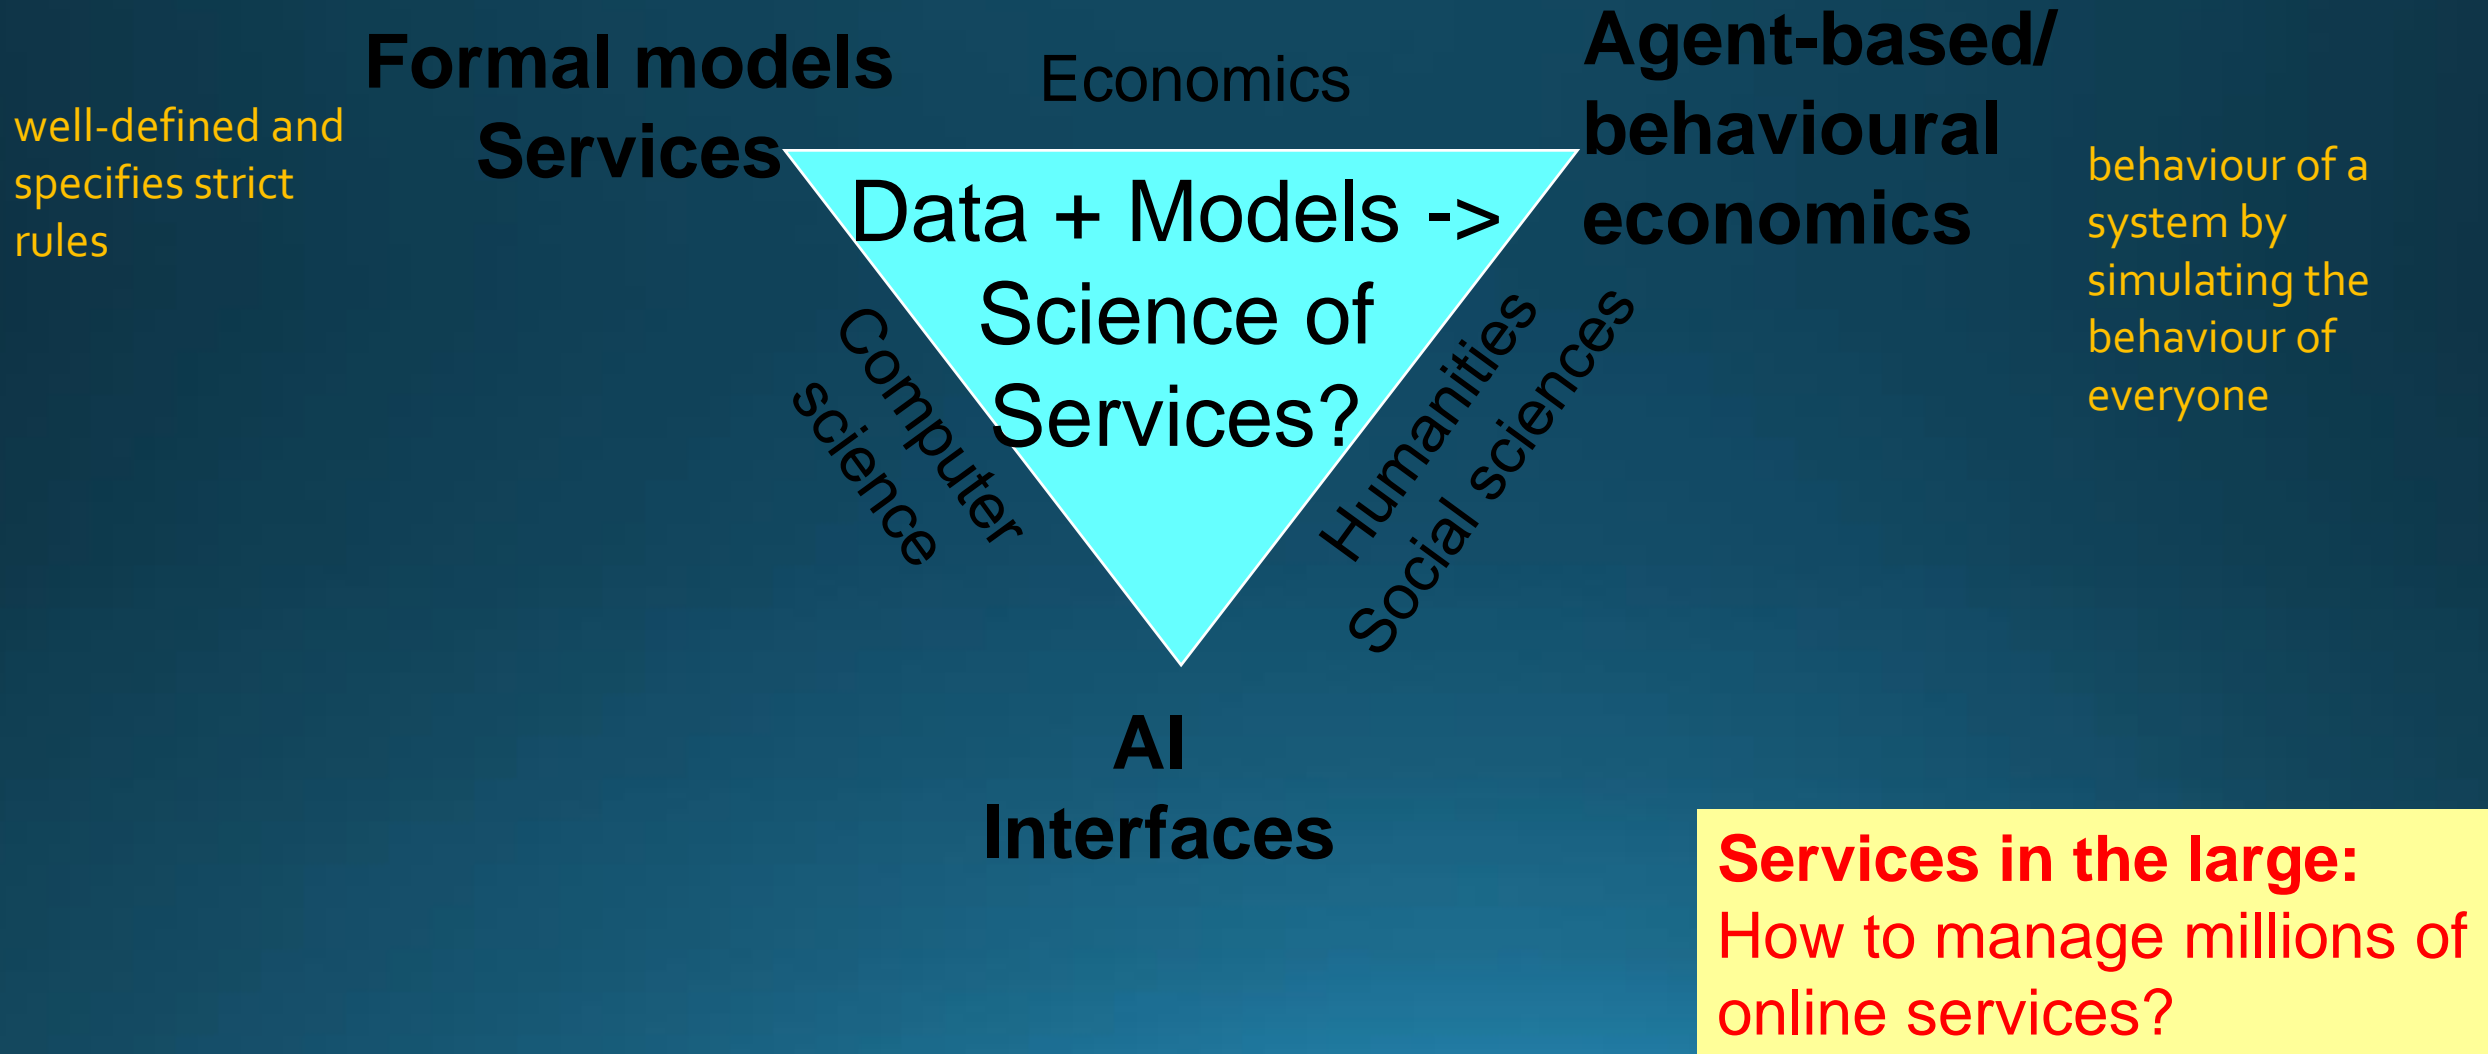 Formal models
Services
Economics
Agent-based/
behavioural
economics
well-defined and
specifies strict
rules
behaviour of a
system by
simulating the
behaviour of
everyone
Data + Models ->
Science of
Services?
Computer
science
Humanities
Social sciences
AI
Interfaces
Services in the large:
How to manage millions of
online services?